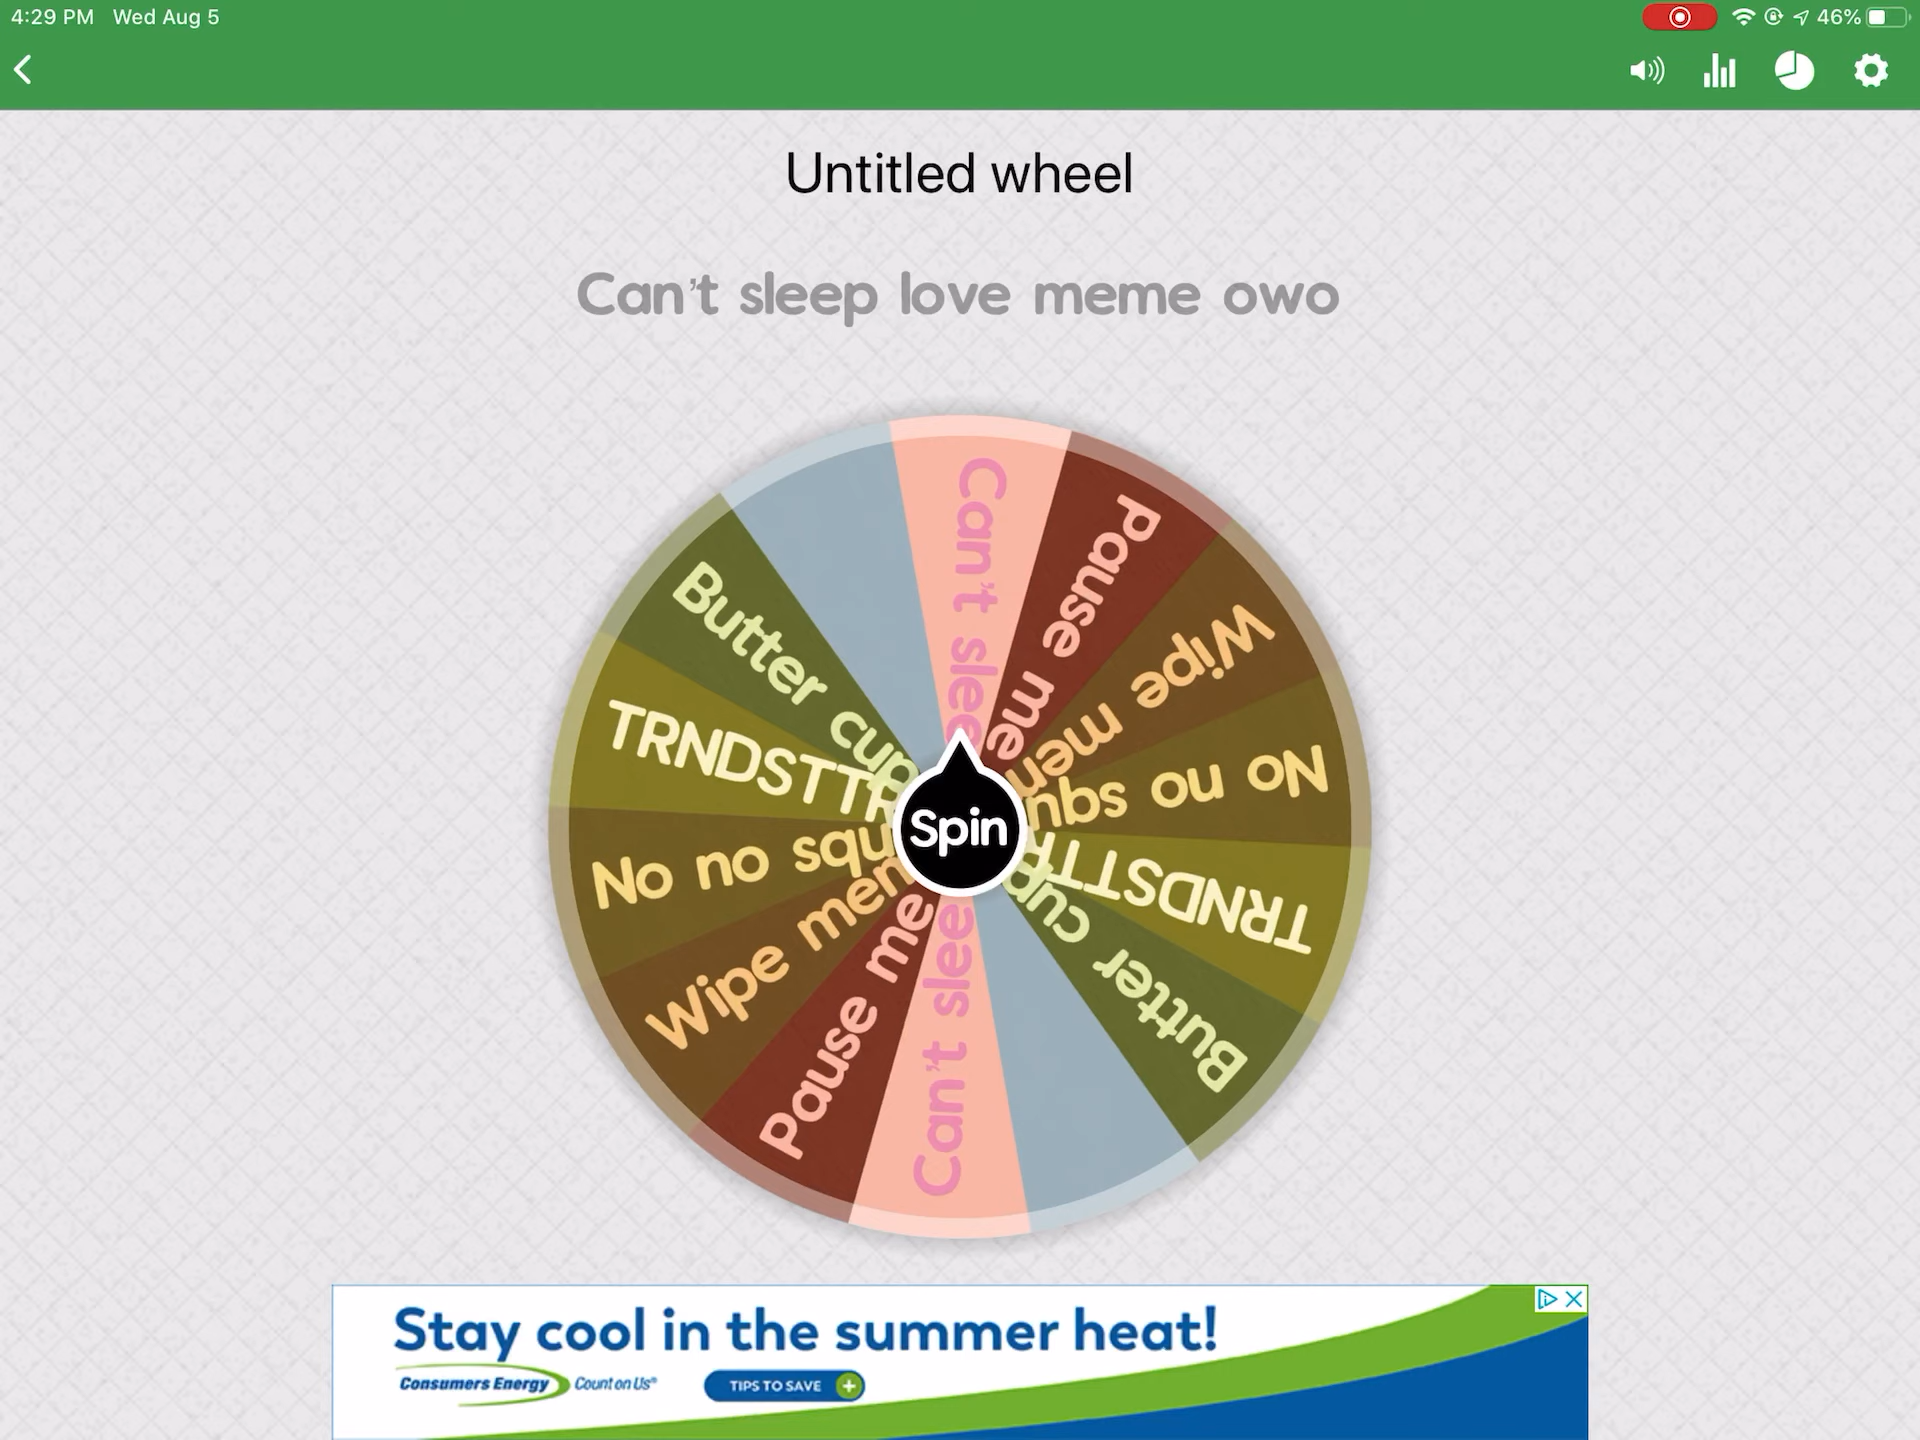 4:29 PM Wed Aug 5
46%
Untitled wheel
Can't sleep love meme owo
Can't slee
Pause me
Wipe mem
No no squ
TRNDSTTR
Butter cup
Can't slee
Pause me
Wipe mem
No no squ
TRNDSTTR
Butter cup
Spin
Stay cool in the summer heat!
Consumers Energy Count on Us®
TIPS TO SAVE